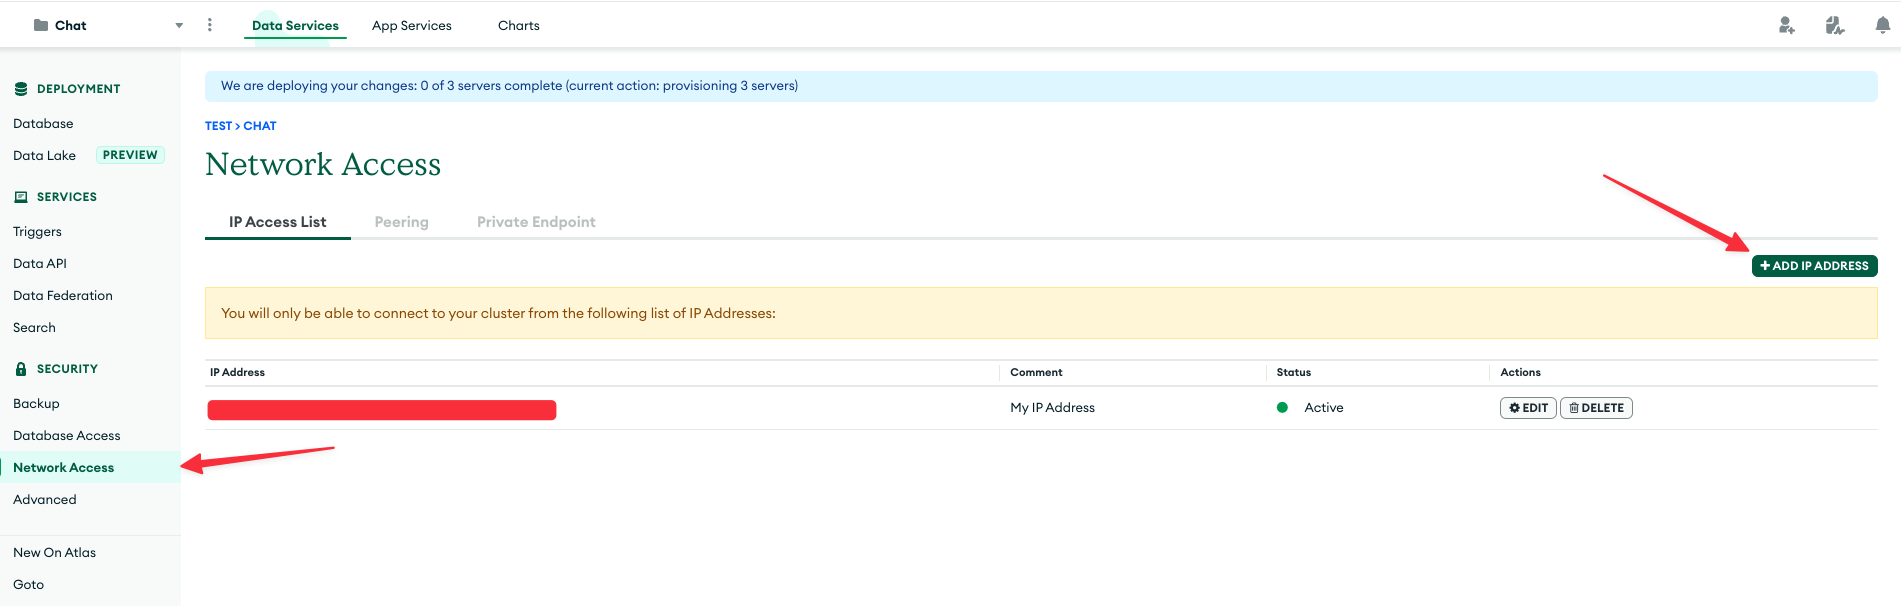 Chat
Data Services
App Services
Charts
DEPLOYMENT
Database
Data Lake PREVIEW
SERVICES
Triggers
Data API
Data Federation
Search
SECURITY
Backup
Database Access
Network Access
Advanced
New On Atlas
Goto
We are deploying your changes: 0 of 3 servers complete (current action: provisioning 3 servers)
TEST > CHAT
Network Access
IP Access List
Peering
Private Endpoint
+ ADD IP ADDRESS
You will only be able to connect to your cluster from the following list of IP Addresses:
IP Address
Comment
Status
Actions
My IP Address
Active
EDIT
DELETE